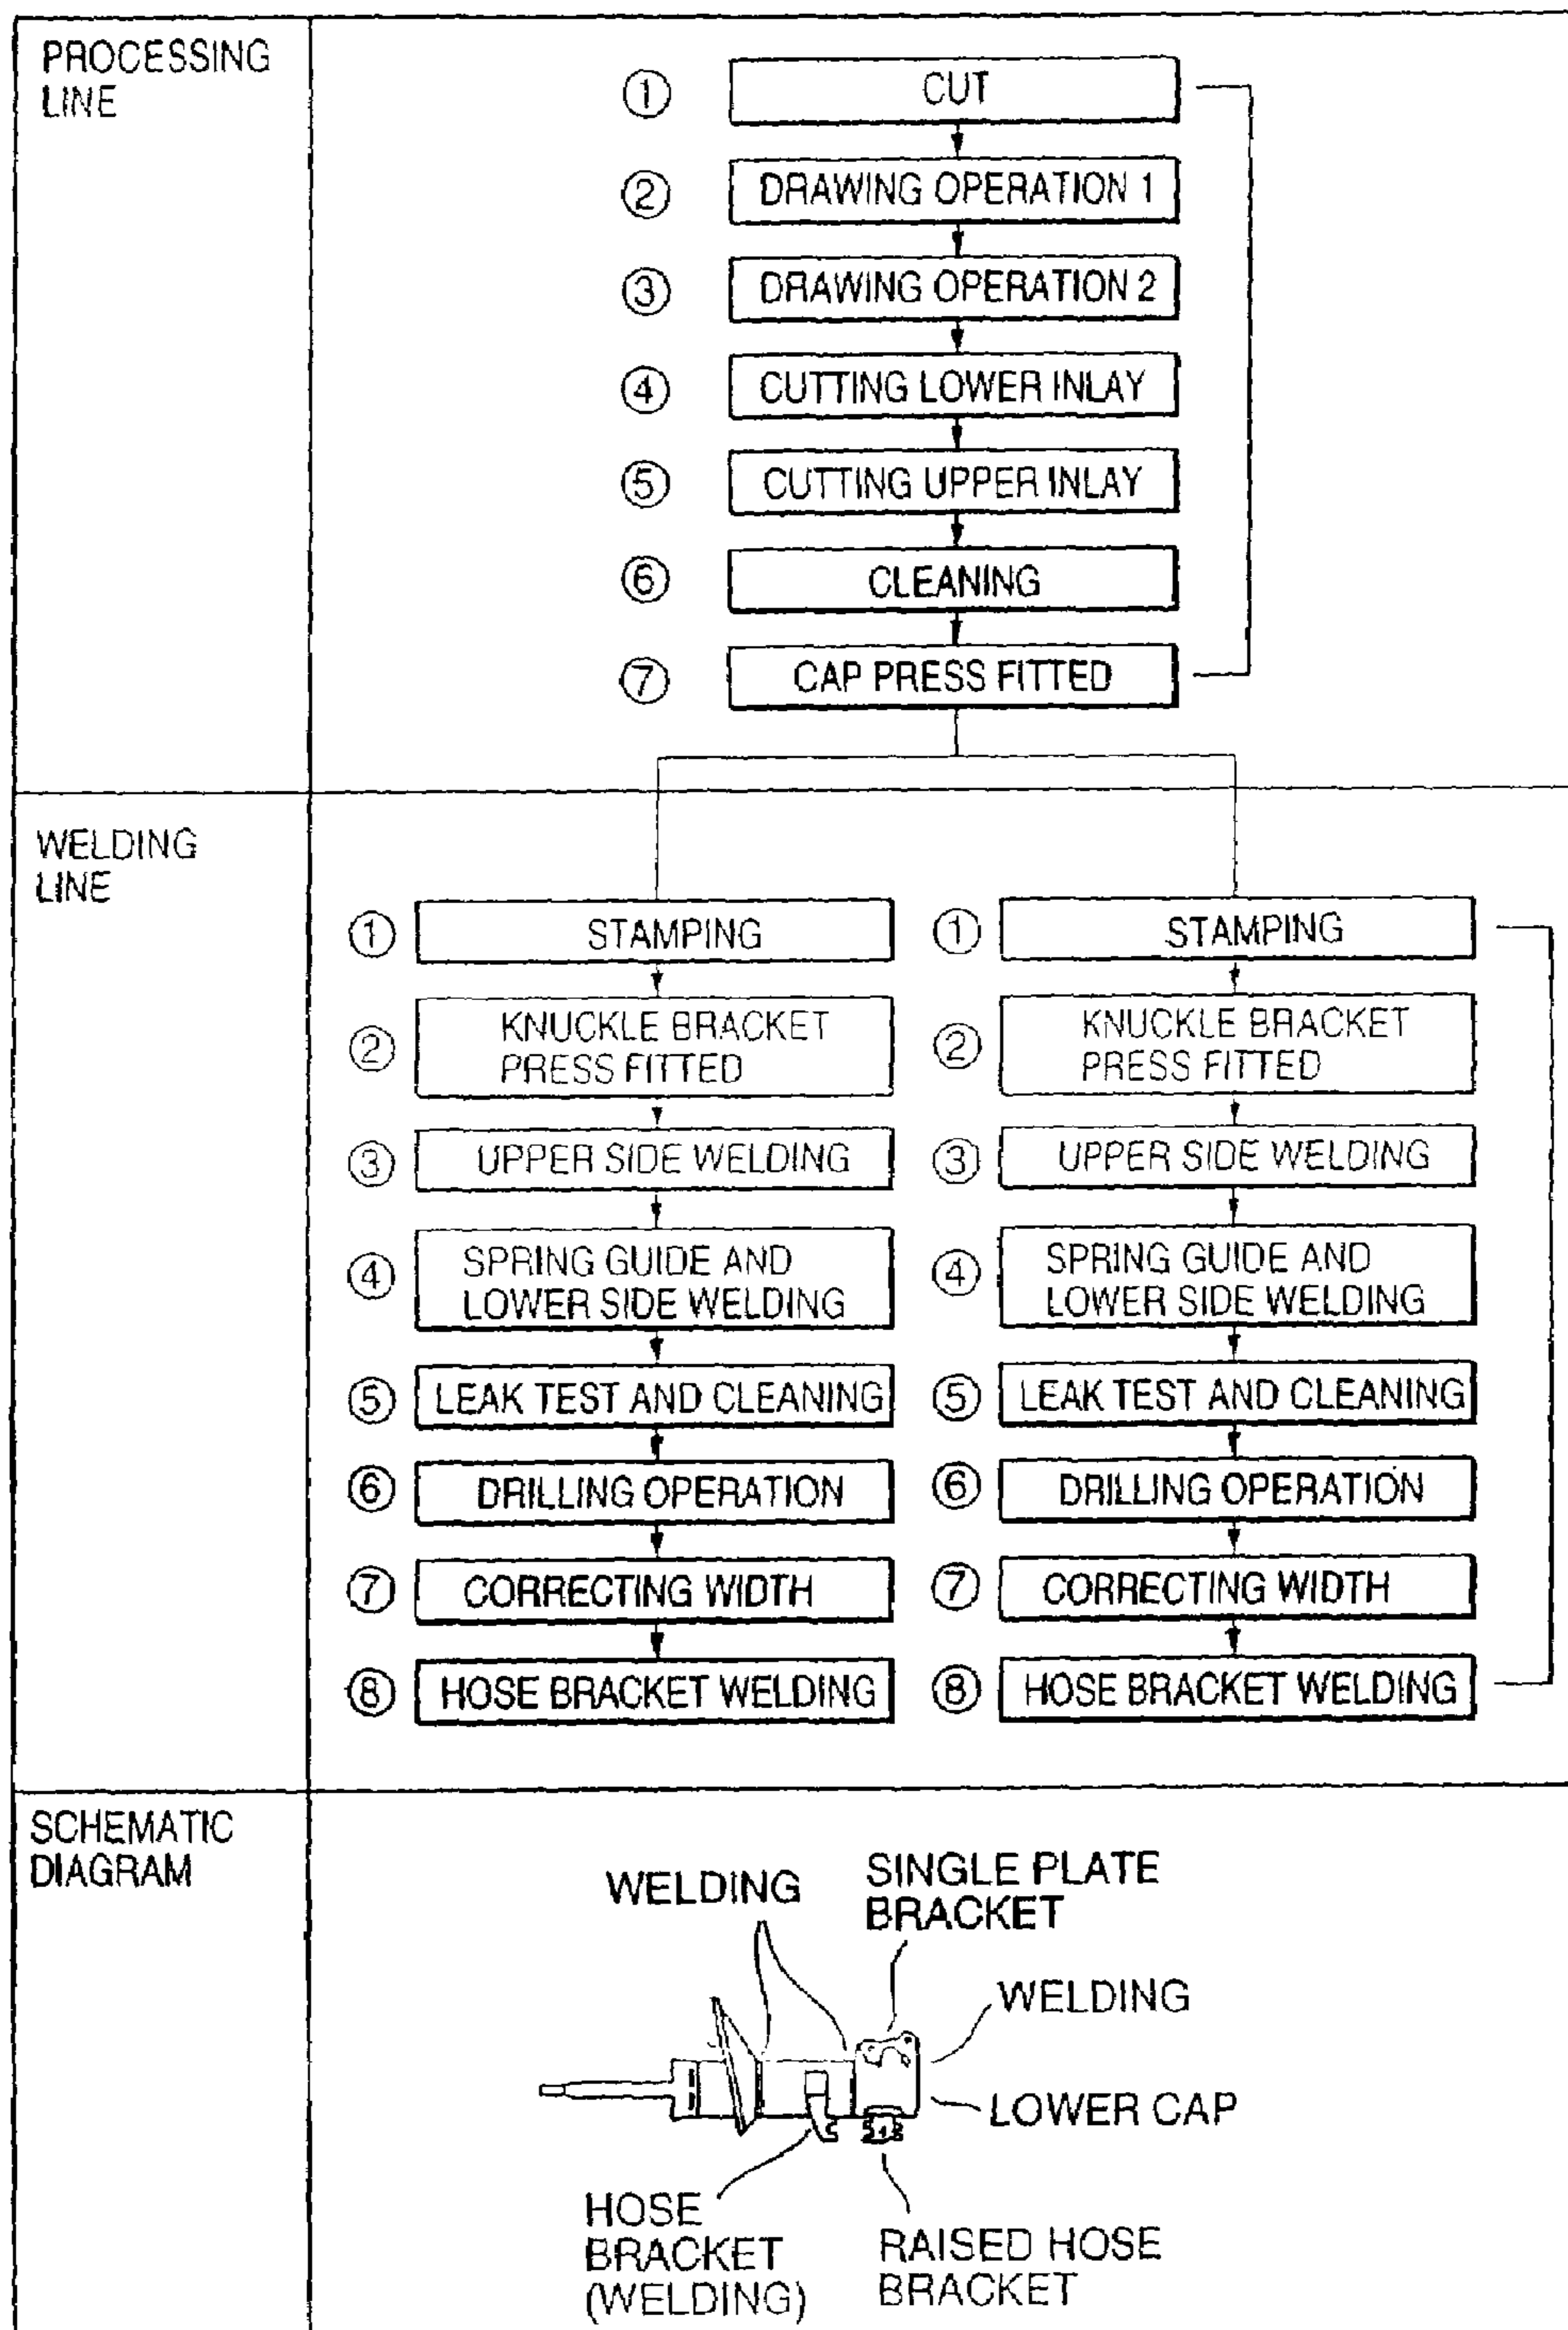 PROCESSING
LINE
① CUT
② DRAWING OPERATION 1
③ DRAWING OPERATION 2
④ CUTTING LOWER INLAY
⑤ CUTTING UPPER INLAY
⑥ CLEANING
⑦ CAP PRESS FITTED
WELDING
LINE
① STAMPING
② KNUCKLE BRACKET
PRESS FITTED
③ UPPER SIDE WELDING
④ SPRING GUIDE AND
LOWER SIDE WELDING
⑤ LEAK TEST AND CLEANING
⑥ DRILLING OPERATION
⑦ CORRECTING WIDTH
⑧ HOSE BRACKET WELDING
① STAMPING
② KNUCKLE BRACKET
PRESS FITTED
③ UPPER SIDE WELDING
④ SPRING GUIDE AND
LOWER SIDE WELDING
⑤ LEAK TEST AND CLEANING
⑥ DRILLING OPERATION
⑦ CORRECTING WIDTH
⑧ HOSE BRACKET WELDING
SCHEMATIC
DIAGRAM
WELDING
SINGLE PLATE
BRACKET
WELDING
LOWER CAP
HOSE
BRACKET
(WELDING)
RAISED HOSE
BRACKET